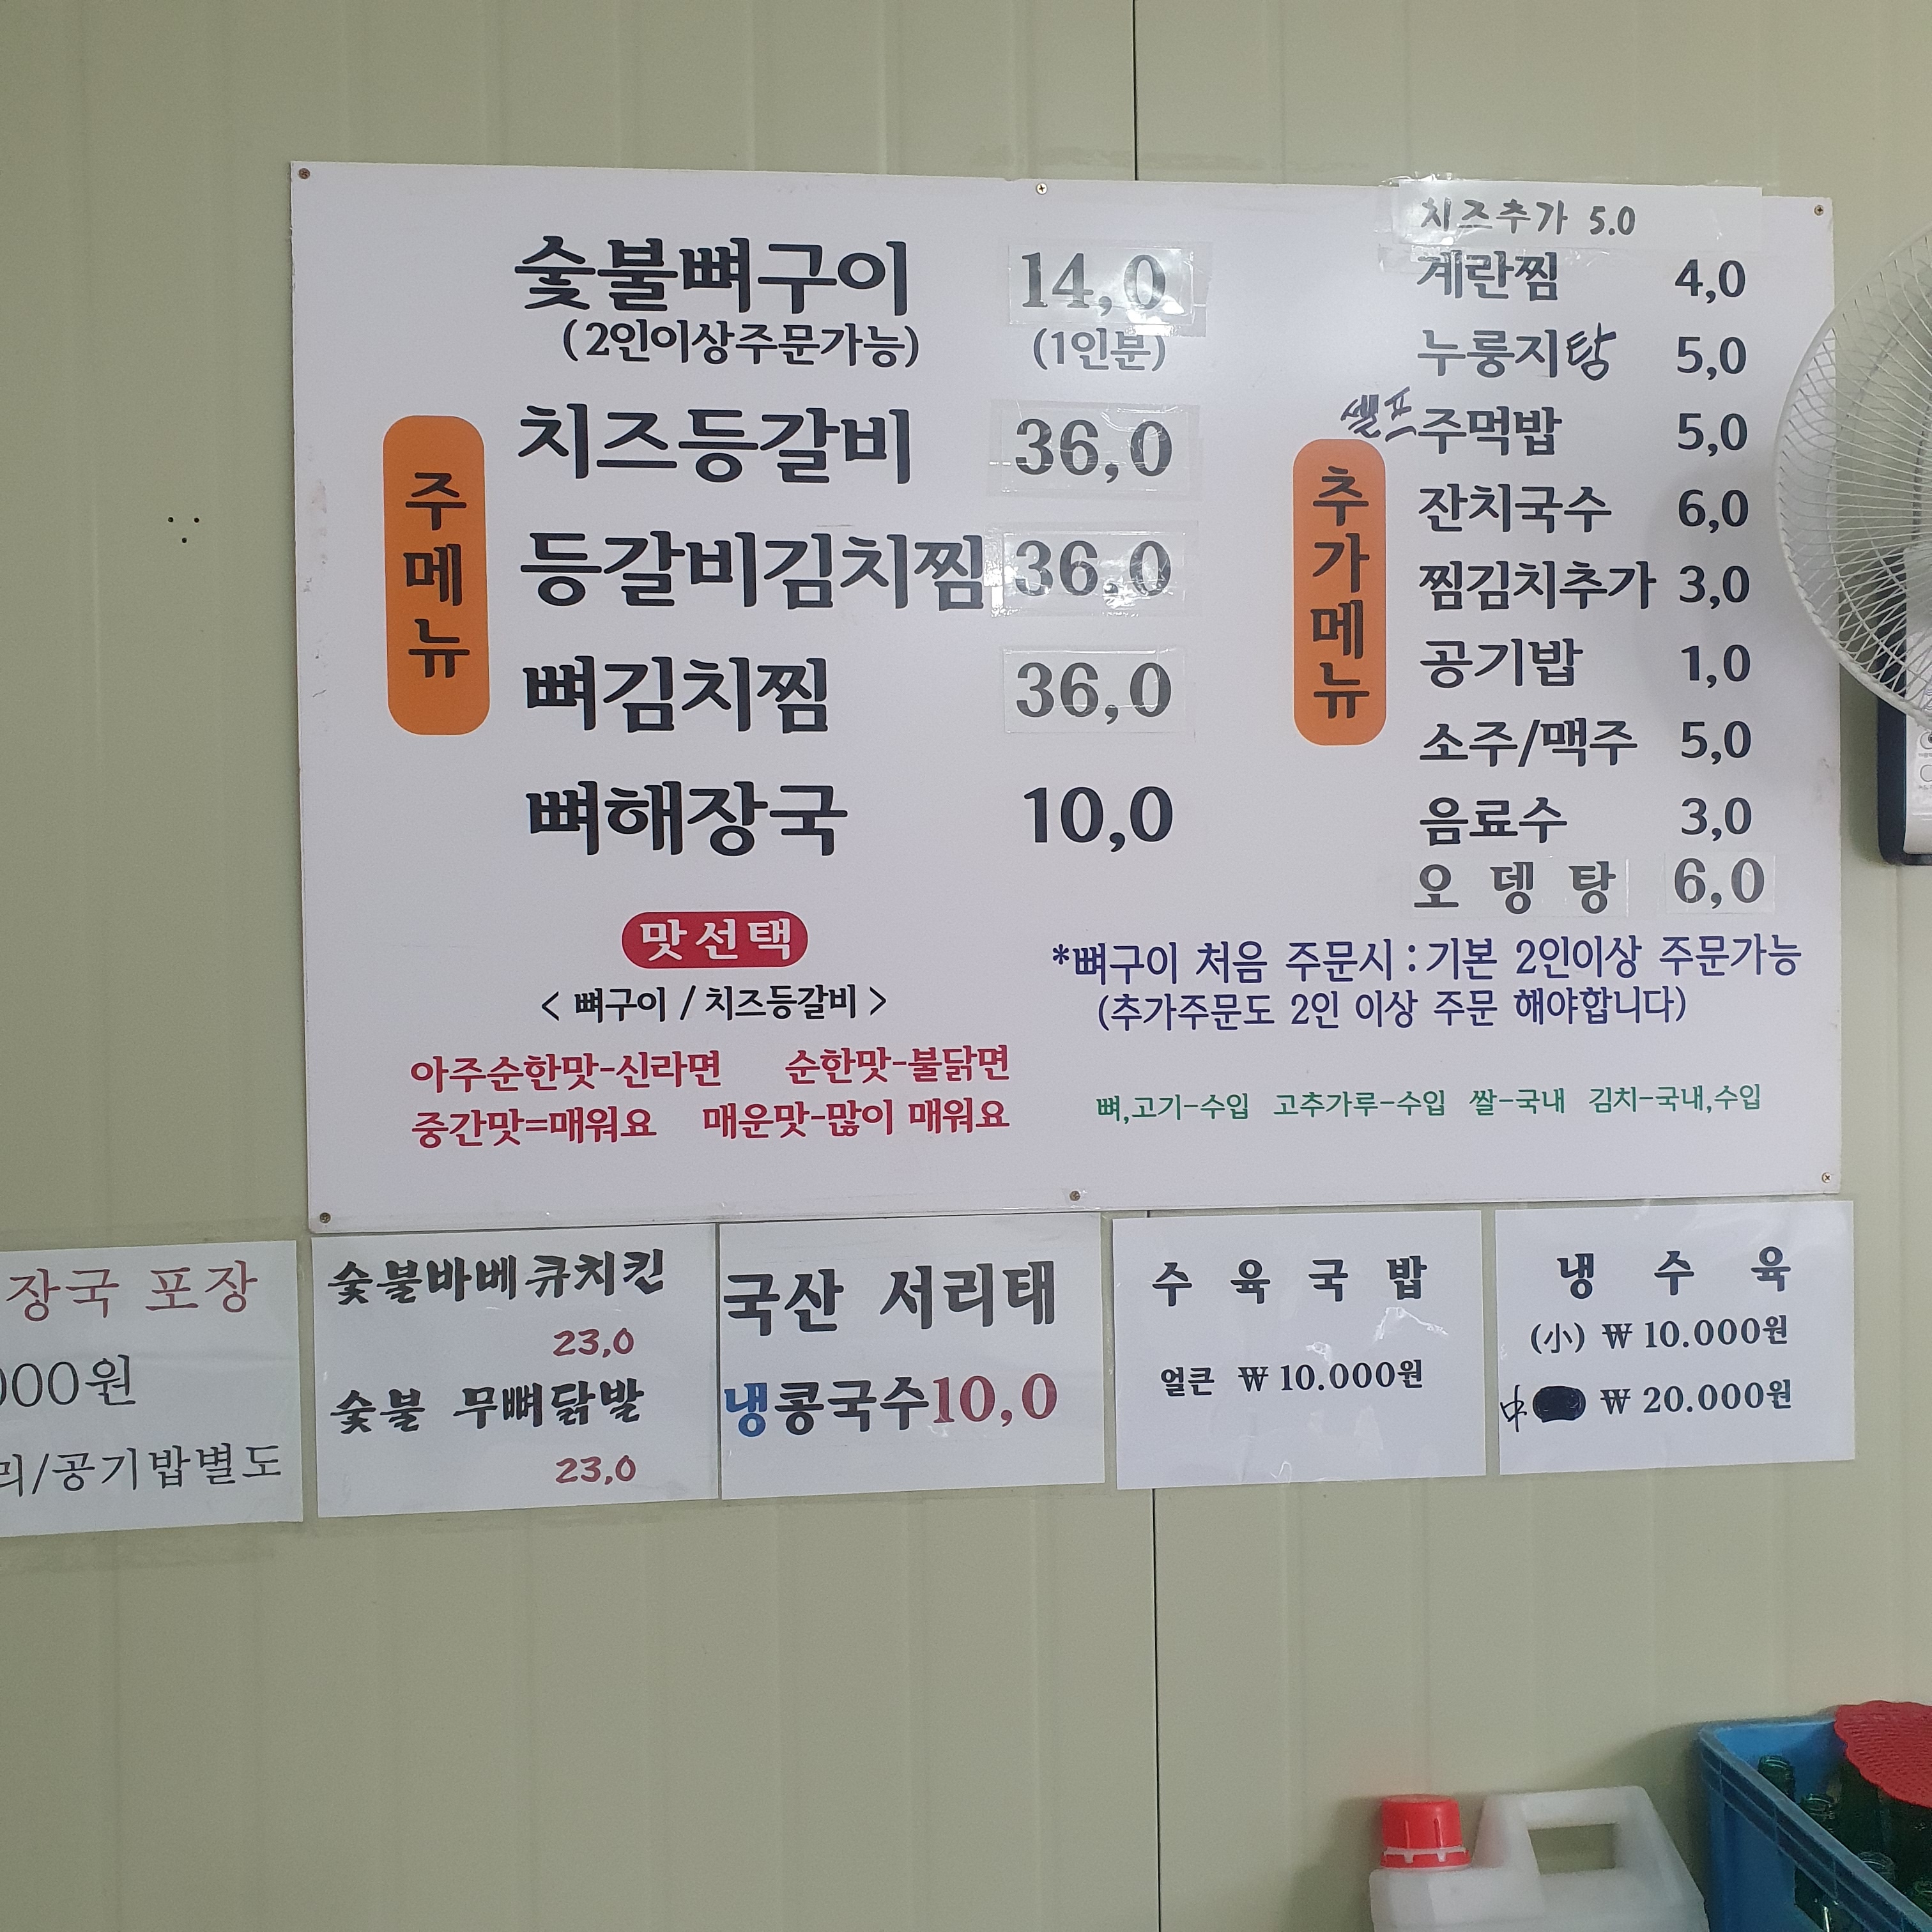 숯불뼈구이 14,0
(2인이상주문가능) (1인분)
주메뉴
치즈등갈비 36,0
등갈비김치찜 36,0
뼈김치찜 36,0
뼈해장국 10,0
치즈추가 5.0
계란찜 4,0
누룽지탕 5,0
셀프 주먹밥 5,0
추가메뉴
잔치국수 6,0
찜김치추가 3,0
공기밥 1,0
소주/맥주 5,0
음료수 3,0
오뎅탕 6,0
맛선택
< 뼈구이 / 치즈등갈비 >
아주순한맛-신라면 순한맛-불닭면
중간맛=매워요 매운맛-많이 매워요
*뼈구이 처음 주문시 : 기본 2인이상 주문가능
(추가주문도 2인 이상 주문 해야합니다)
뼈,고기-수입 고추가루-수입 쌀-국내 김치-국내,수입
장국 포장
000원
/공기밥별도
숯불바베큐치킨
23,0
숯불 무뼈닭발
23,0
국산 서리태
냉콩국수10,0
수육국밥
얼큰 ₩10.000원
냉수육
(小) ₩10.000원
中 ₩20.000원